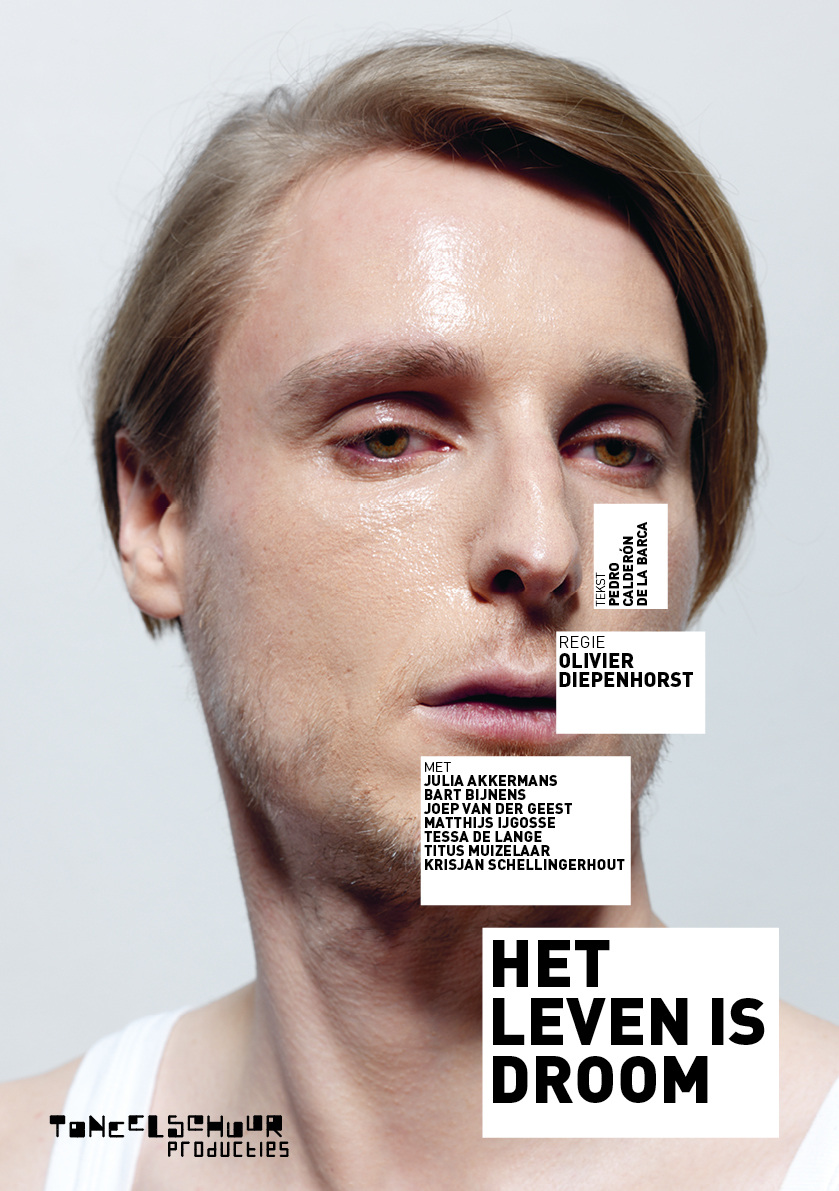 TEKST
PEDRO
CALDERÓN
DE LA BARCA
REGIE
OLIVIER
DIEPENHORST
MET
JULIA AKKERMANS
BART BIJNENS
JOEP VAN DER GEEST
MATTHIJS IJGOSSE
TESSA DE LANGE
TITUS MUIZELAAR
KRISJAN SCHELLINGERHOUT
HET
LEVEN IS
DROOM
TONEELSCHUUR
PRODUCTIES